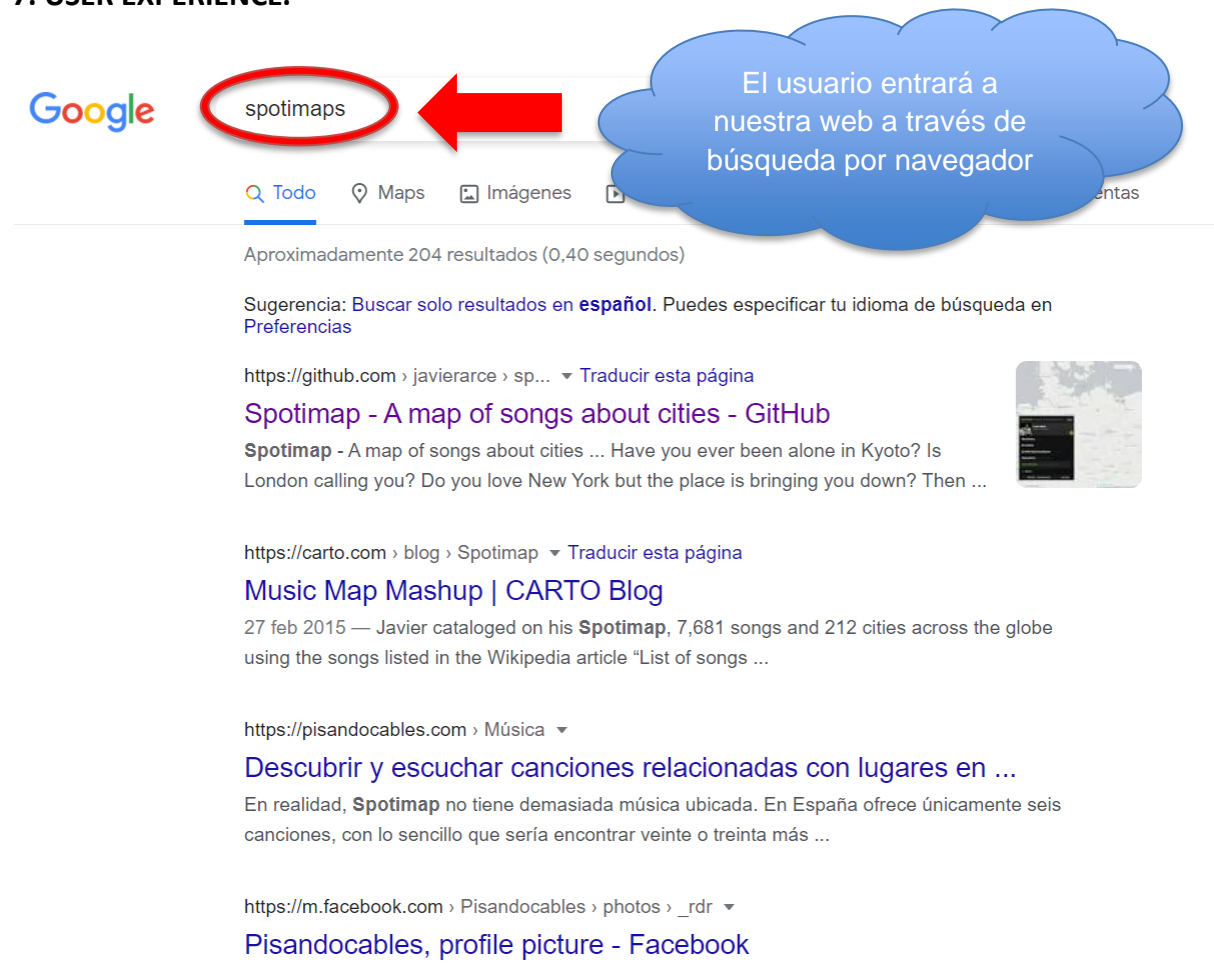 7. USER EXPERIENCE:
Google
spotimaps
El usuario entrará a
nuestra web a través de
búsqueda por navegador
Todo Maps Imágenes entas
Aproximadamente 204 resultados (0,40 segundos)
Sugerencia: Buscar solo resultados en español. Puedes especificar tu idioma de búsqueda en
Preferencias
https://github.com › javierarce › sp... Traducir esta página
Spotimap - A map of songs about cities - GitHub
Spotimap - A map of songs about cities ... Have you ever been alone in Kyoto? Is
London calling you? Do you love New York but the place is bringing you down? Then ...
https://carto.com › blog › Spotimap Traducir esta página
Music Map Mashup | CARTO Blog
27 feb 2015 — Javier cataloged on his Spotimap, 7,681 songs and 212 cities across the globe
using the songs listed in the Wikipedia article “List of songs ...
https://pisandocables.com › Música
Descubrir y escuchar canciones relacionadas con lugares en ...
En realidad, Spotimap no tiene demasiada música ubicada. En España ofrece únicamente seis
canciones, con lo sencillo que sería encontrar veinte o treinta más ...
https://m.facebook.com › Pisandocables › photos › _rdr
Pisandocables, profile picture - Facebook